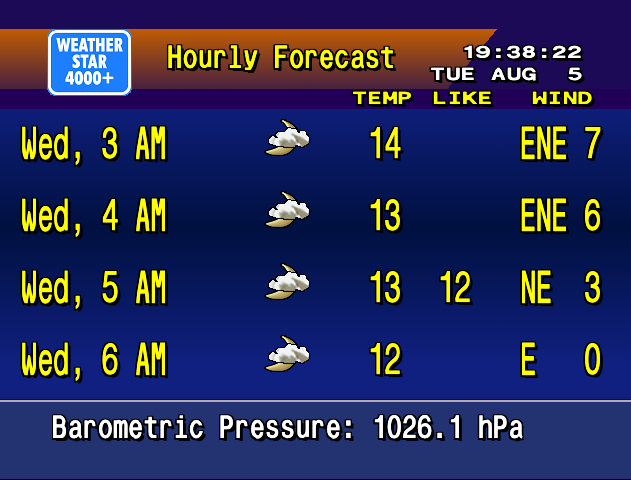 WEATHER
STAR
4000+
Hourly Forecast
19:38:22
TUE AUG 5
TEMP LIKE WIND
Wed, 3 AM 14 ENE 7
Wed, 4 AM 13 ENE 6
Wed, 5 AM 13 12 NE 3
Wed, 6 AM 12 E 0
Barometric Pressure: 1026.1 hPa